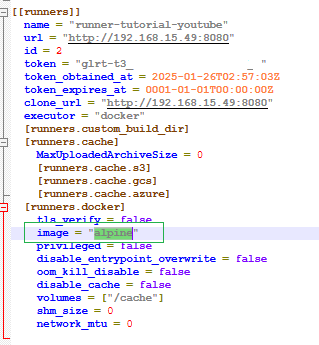 [[runners]]
name = "runner-tutorial-youtube"
url = "http://192.168.15.49:8080"
id = 2
token = "glrt-t3_ _ "
token_obtained_at = 2025-01-26T02:57:03Z
token_expires_at = 0001-01-01T00:00:00Z
clone_url = "http://192.168.15.49:8080"
executor = "docker"
[runners.custom_build_dir]
[runners.cache]
MaxUploadedArchiveSize = 0
[runners.cache.s3]
[runners.cache.gcs]
[runners.cache.azure]
[runners.docker]
tls_verify = false
image = "alpine"
privileged = false
disable_entrypoint_overwrite = false
oom_kill_disable = false
disable_cache = false
volumes = ["/cache"]
shm_size = 0
network_mtu = 0